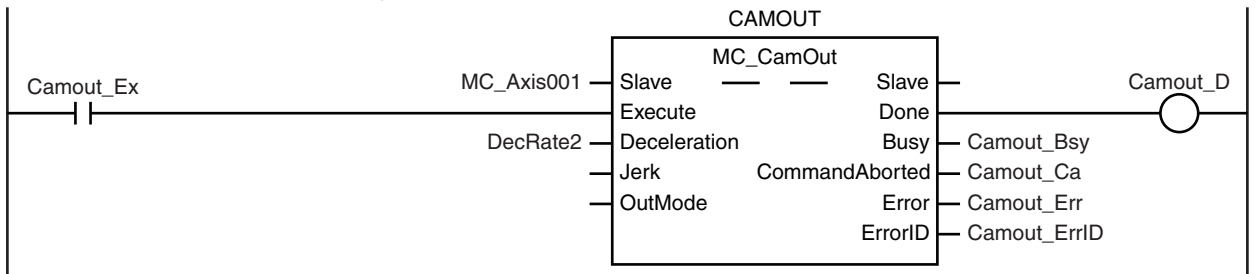 CAMOUT
MC_CamOut
Camout_Ex
MC_Axis001 Slave Slave Camout_D
Execute Done
DecRate2 Deceleration Busy Camout_Bsy
Jerk CommandAborted Camout_Ca
OutMode Error Camout_Err
ErrorID Camout_ErrID